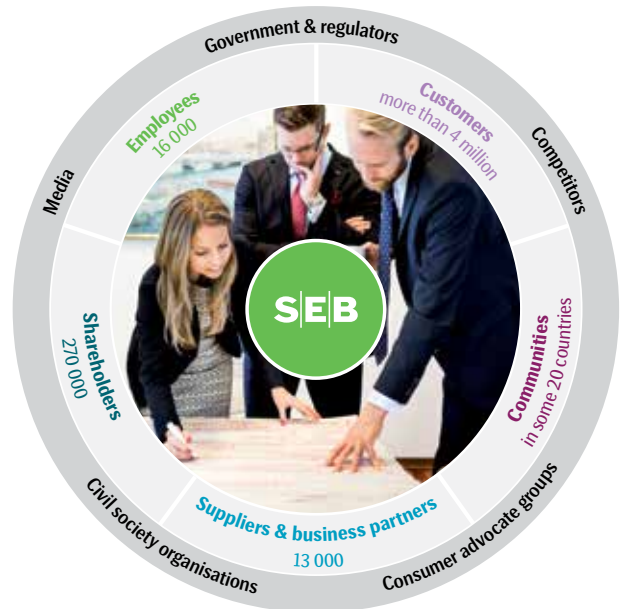 Government & regulators
Employees
16 000
Customers
more than 4 million
Media
Competitors
S|E|B
Shareholders
270 000
Communities
in some 20 countries
Suppliers & business partners
13 000
Civil society organisations
Consumer advocate groups